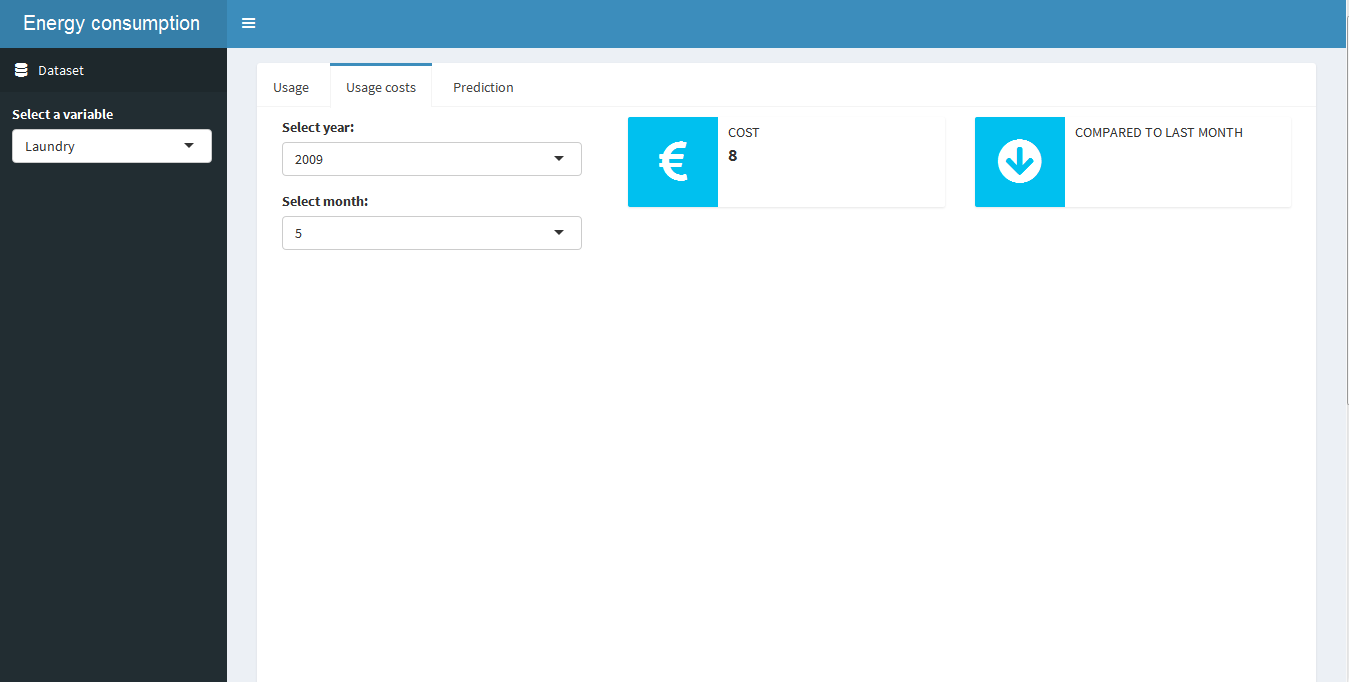 Energy consumption
Dataset
Select a variable
Laundry
Usage
Usage costs
Prediction
Select year:
2009
Select month:
5
€
COST
8
COMPARED TO LAST MONTH